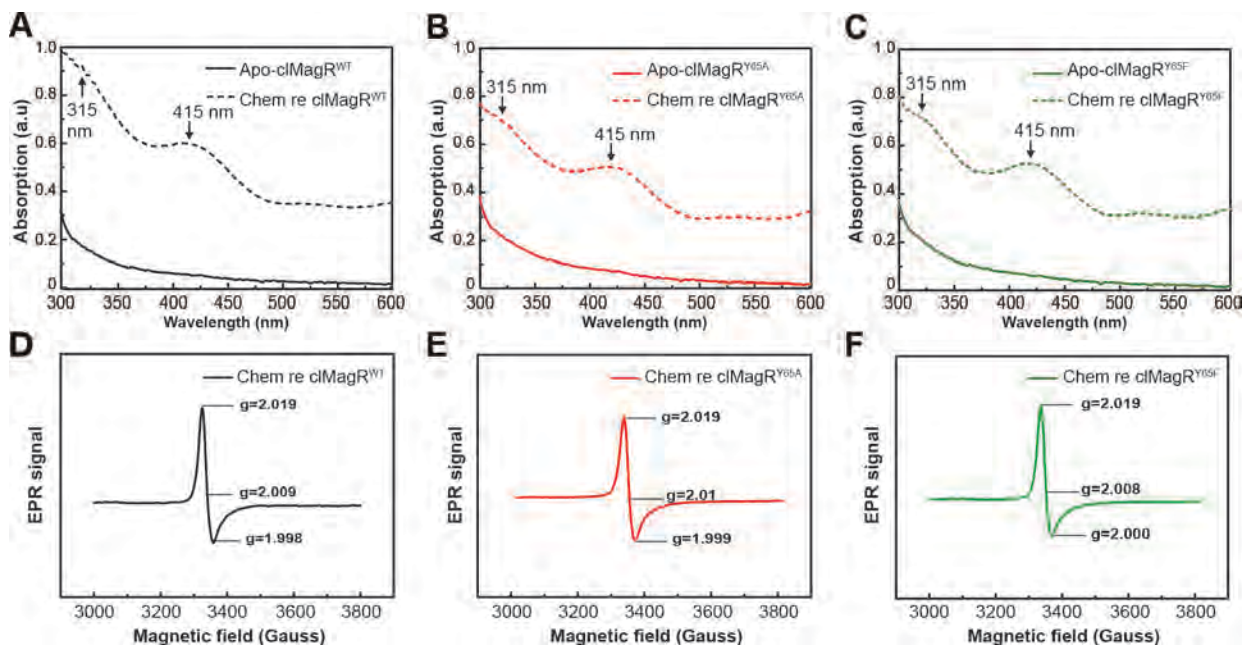 A
Absorption (a.u)
1.0
0.8
0.6
0.4
0.2
0
Apo-clMagR^WT
Chem re clMagR^WT
315
nm
415 nm
300 350 400 450 500 550 600
Wavelength (nm)
B
Absorption (a.u)
1.0
0.8
0.6
0.4
0.2
0
Apo-clMagR^Y65A
Chem re clMagR^Y65A
315 nm
415 nm
300 350 400 450 500 550 600
Wavelength (nm)
C
Absorption (a.u)
1.0
0.8
0.6
0.4
0.2
0
Apo-clMagR^Y65F
Chem re clMagR^Y65F
315 nm
415 nm
300 350 400 450 500 550 600
Wavelength (nm)
D
EPR signal
Chem re clMagR^WT
g=2.019
g=2.009
g=1.998
3000 3200 3400 3600 3800
Magnetic field (Gauss)
E
EPR signal
Chem re clMagR^Y65A
g=2.019
g=2.01
g=1.999
3000 3200 3400 3600 3800
Magnetic field (Gauss)
F
EPR signal
Chem re clMagR^Y65F
g=2.019
g=2.008
g=2.000
3000 3200 3400 3600 3800
Magnetic field (Gauss)